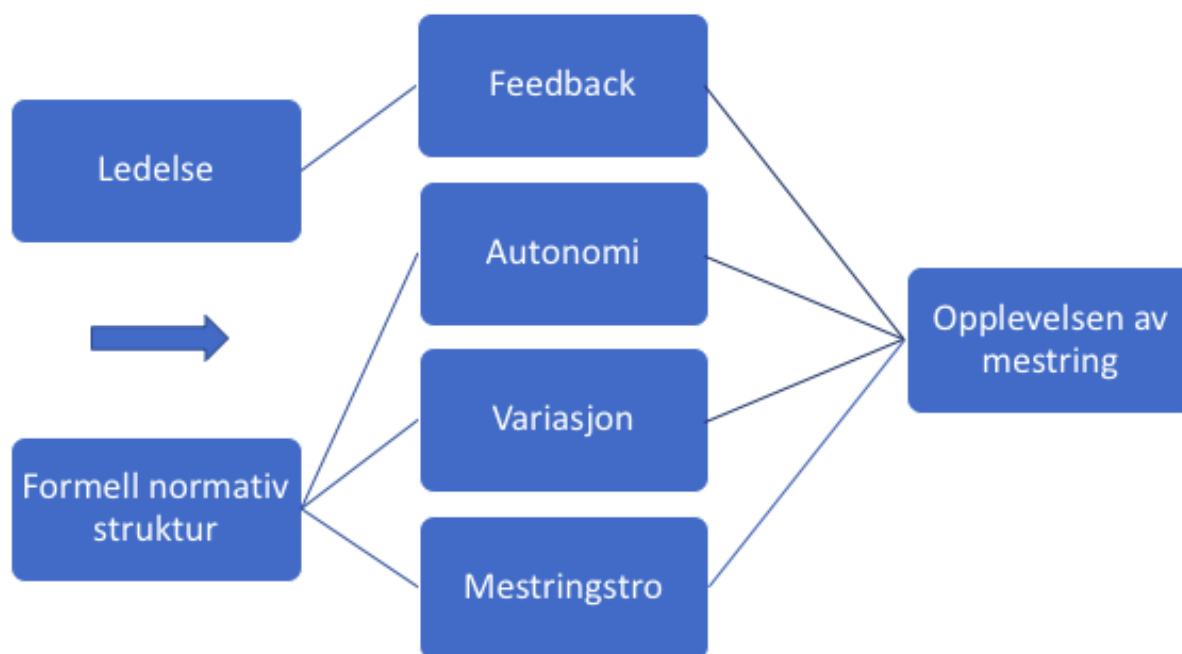 Ledelse
Formell normativ
struktur
Feedback
Autonomi
Variasjon
Mestringstro
Opplevelsen av
mestring